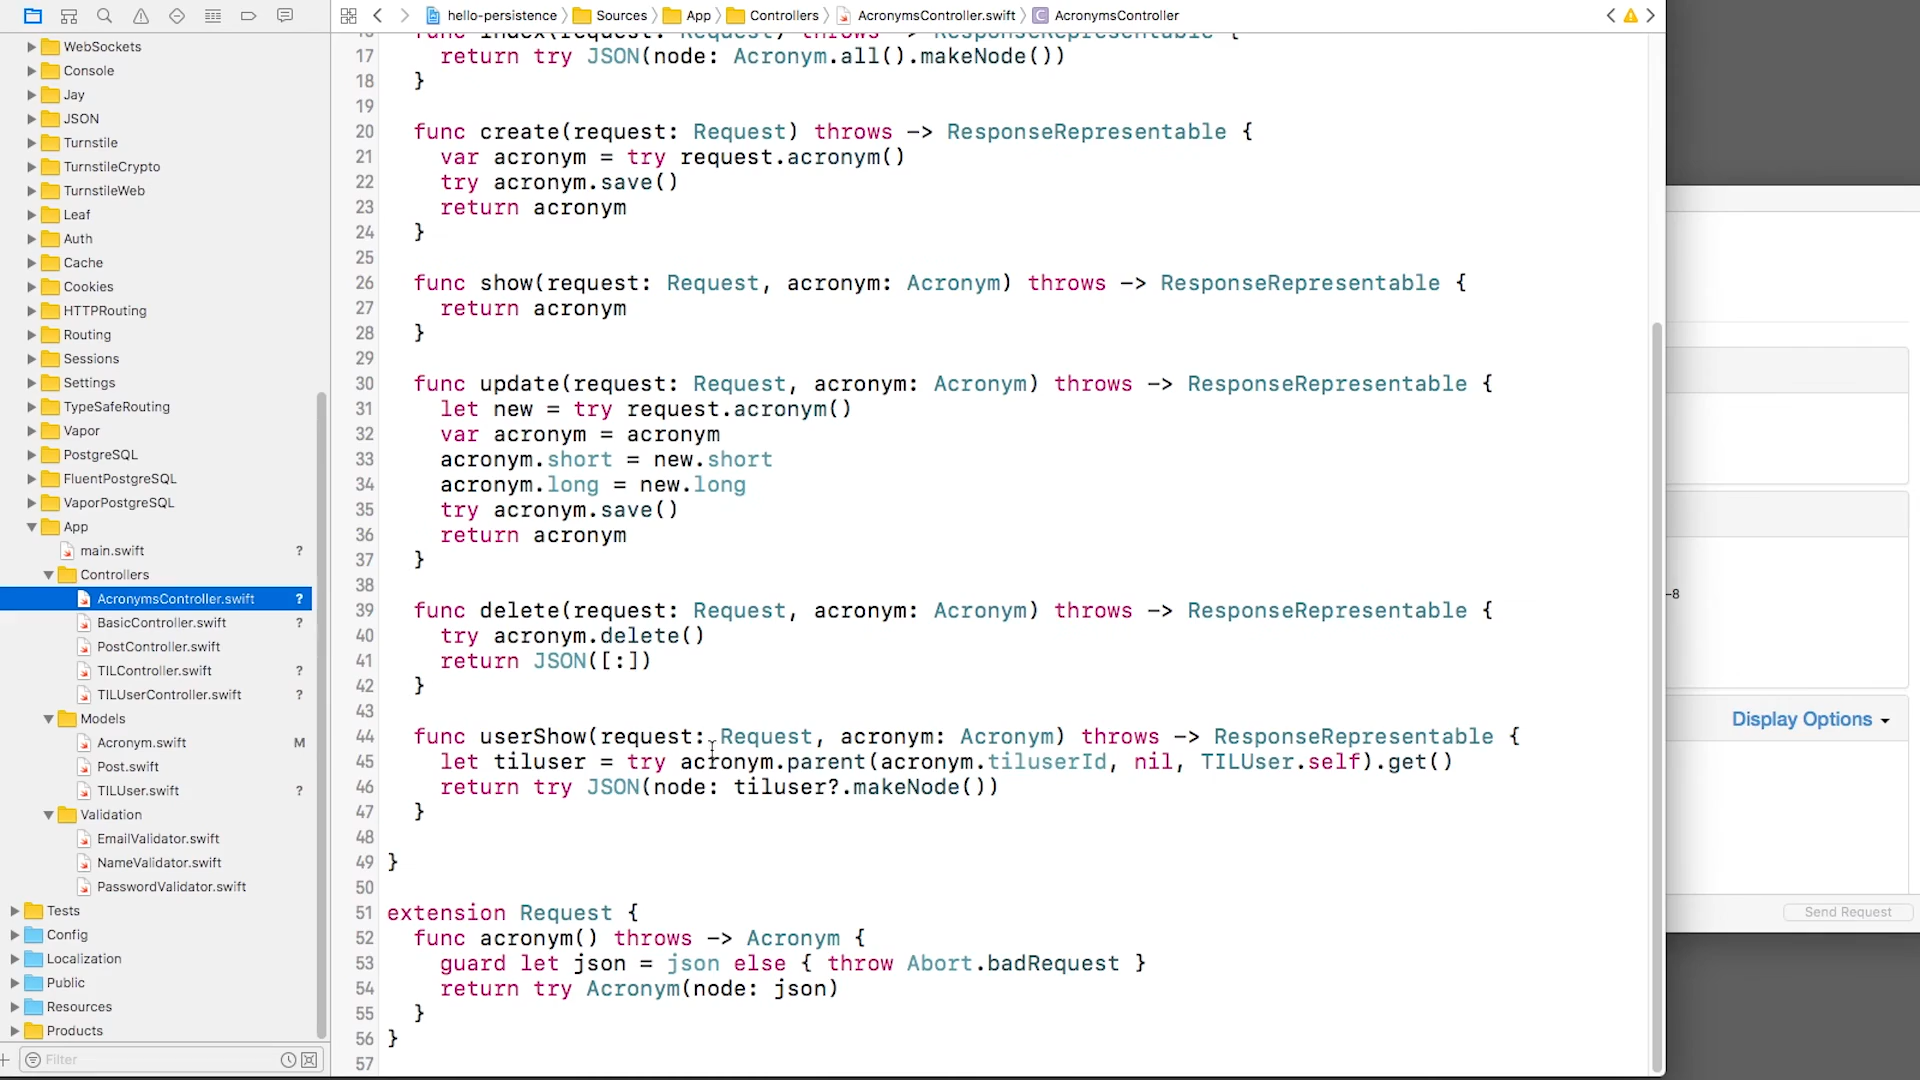 hello-persistence
Sources
App
Controllers
AcronymsController.swift
AcronymsController
WebSockets
Console
Jay
JSON
Turnstile
TurnstileCrypto
TurnstileWeb
Leaf
Auth
Cache
Cookies
HTTPRouting
Routing
Sessions
Settings
TypeSafeRouting
Vapor
PostgreSQL
FluentPostgreSQL
VaporPostgreSQL
App
main.swift ?
Controllers
AcronymsController.swift ?
BasicController.swift ?
PostController.swift
TILController.swift ?
TILUserController.swift ?
Models
Acronym.swift M
Post.swift
TILUser.swift ?
Validation
EmailValidator.swift
NameValidator.swift
PasswordValidator.swift
Tests
Config
Localization
Public
Resources
Products
Filter
16 func index(request: Request) throws -> ResponseRepresentable {
17 return try JSON(node: Acronym.all().makeNode())
18 }
19
20 func create(request: Request) throws -> ResponseRepresentable {
21 var acronym = try request.acronym()
22 try acronym.save()
23 return acronym
24 }
25
26 func show(request: Request, acronym: Acronym) throws -> ResponseRepresentable {
27 return acronym
28 }
29
30 func update(request: Request, acronym: Acronym) throws -> ResponseRepresentable {
31 let new = try request.acronym()
32 var acronym = acronym
33 acronym.short = new.short
34 acronym.long = new.long
35 try acronym.save()
36 return acronym
37 }
38
39 func delete(request: Request, acronym: Acronym) throws -> ResponseRepresentable {
40 try acronym.delete()
41 return JSON([:])
42 }
43
44 func userShow(request: Request, acronym: Acronym) throws -> ResponseRepresentable {
45 let tiluser = try acronym.parent(acronym.tiluserId, nil, TILUser.self).get()
46 return try JSON(node: tiluser?.makeNode())
47 }
48
49 }
50
51 extension Request {
52 func acronym() throws -> Acronym {
53 guard let json = json else { throw Abort.badRequest }
54 return try Acronym(node: json)
55 }
56 }
57
-8
Display Options
Send Request